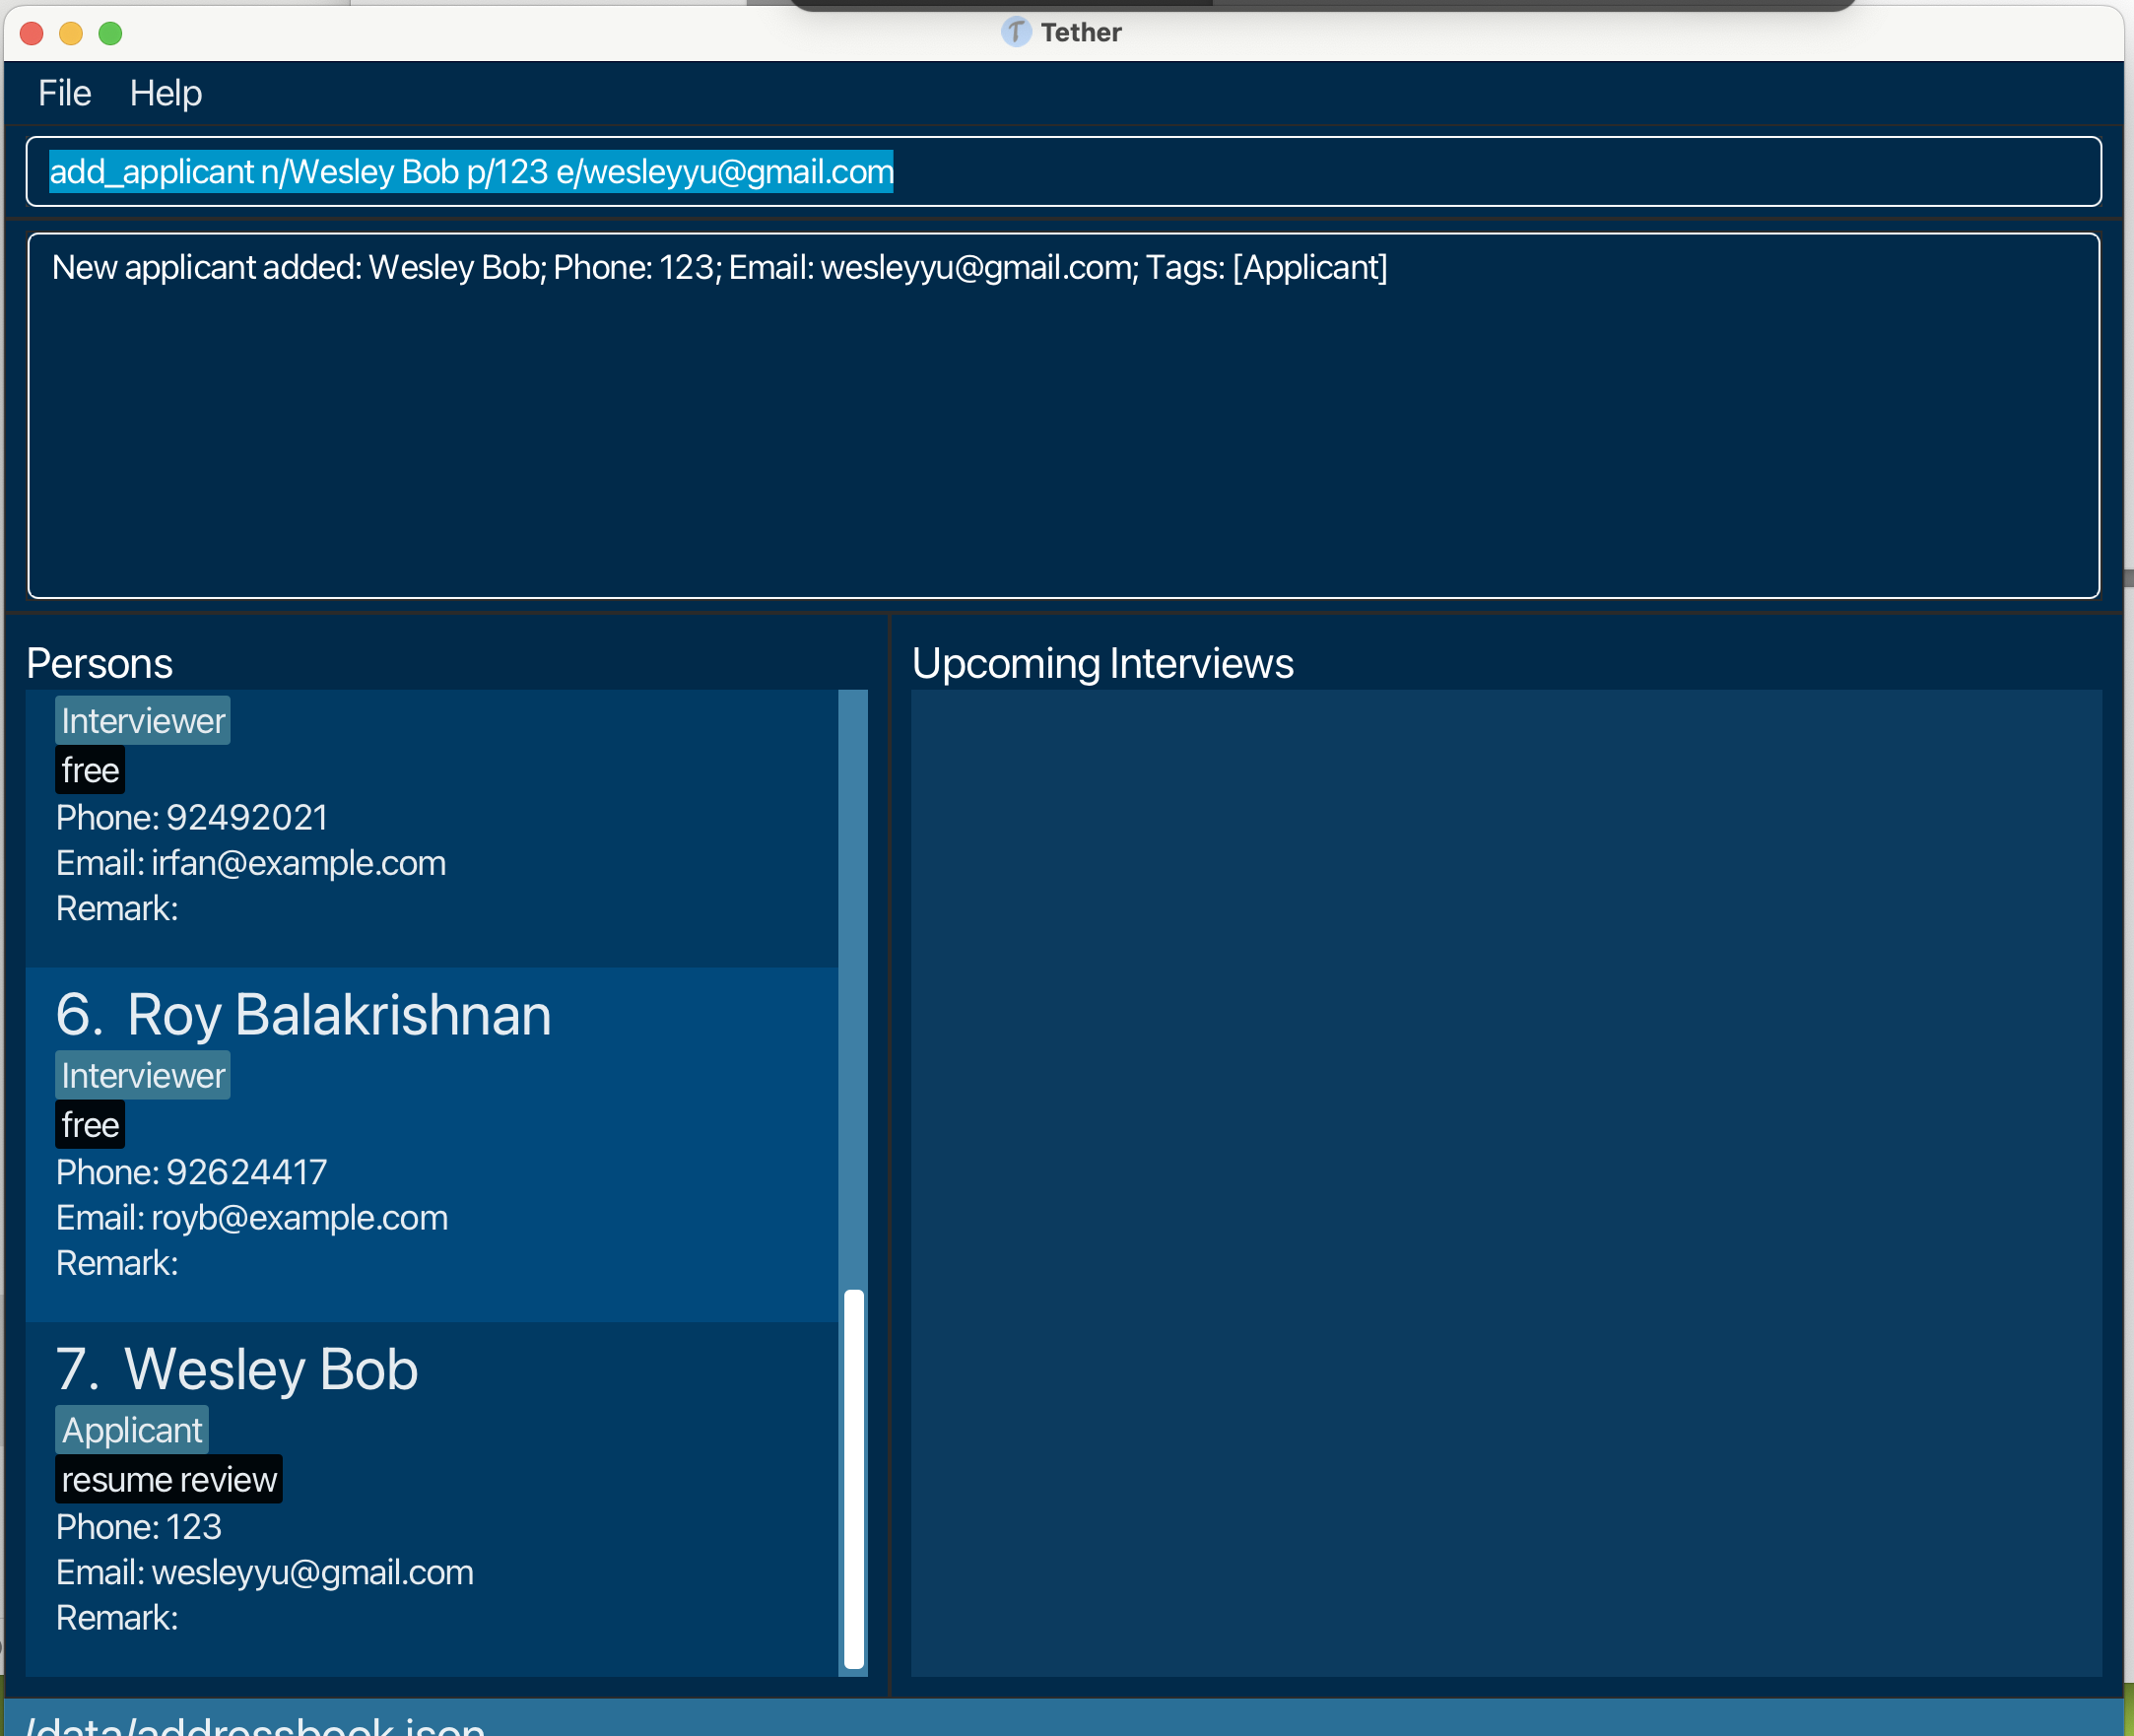 Tether
File Help
add_applicant n/Wesley Bob p/123 e/wesleyyu@gmail.com
New applicant added: Wesley Bob; Phone: 123; Email: wesleyyu@gmail.com; Tags: [Applicant]
Persons
Interviewer
free
Phone: 92492021
Email: irfan@example.com
Remark:
6. Roy Balakrishnan
Interviewer
free
Phone: 92624417
Email: royb@example.com
Remark:
7. Wesley Bob
Applicant
resume review
Phone: 123
Email: wesleyyu@gmail.com
Remark:
Upcoming Interviews
/data/addressbook.json